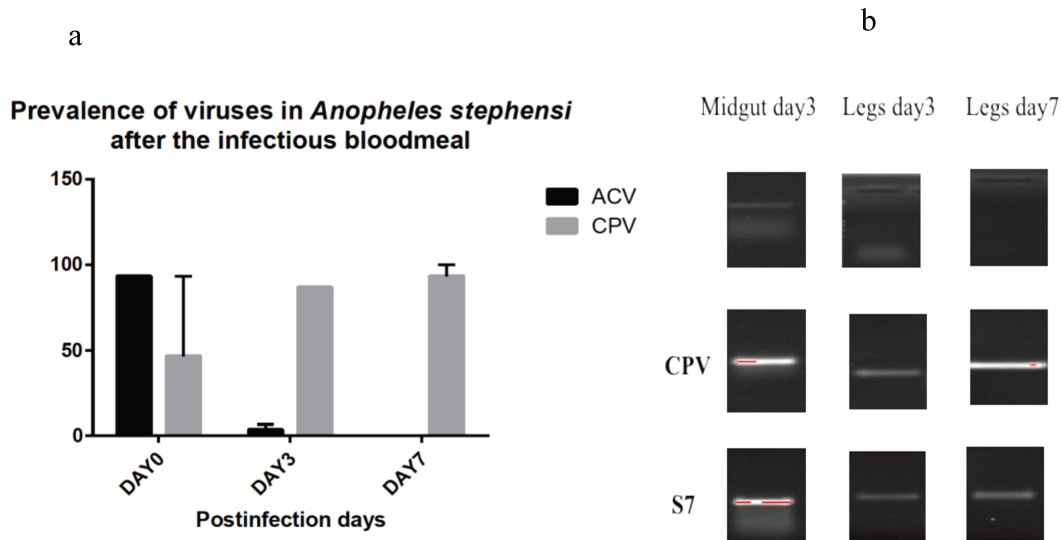 a
Prevalence of viruses in Anopheles stephensi
after the infectious bloodmeal
150
100
50
0
DAY0
DAY3
DAY7
Postinfection days
ACV
CPV
b
Midgut day3
Legs day3
Legs day7
CPV
S7